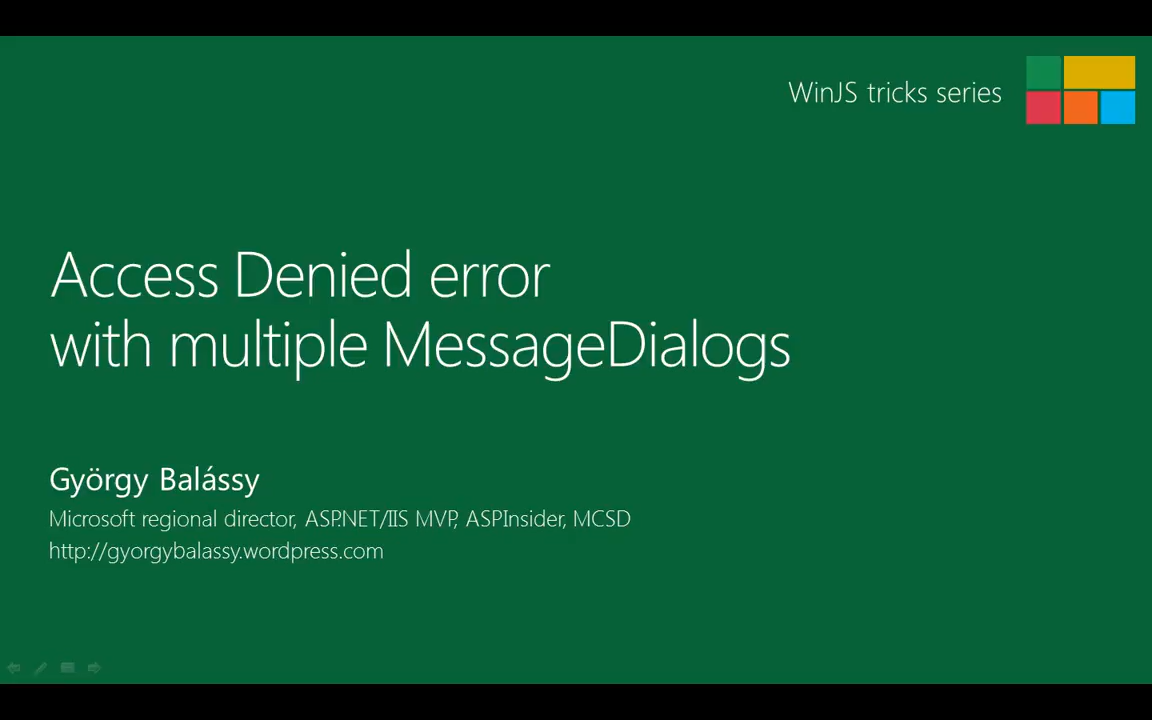 WinJS tricks series
Access Denied error
with multiple MessageDialogs
György Balássy
Microsoft regional director, ASP.NET/IIS MVP, ASPInsider, MCSD
http://gyorgybalassy.wordpress.com